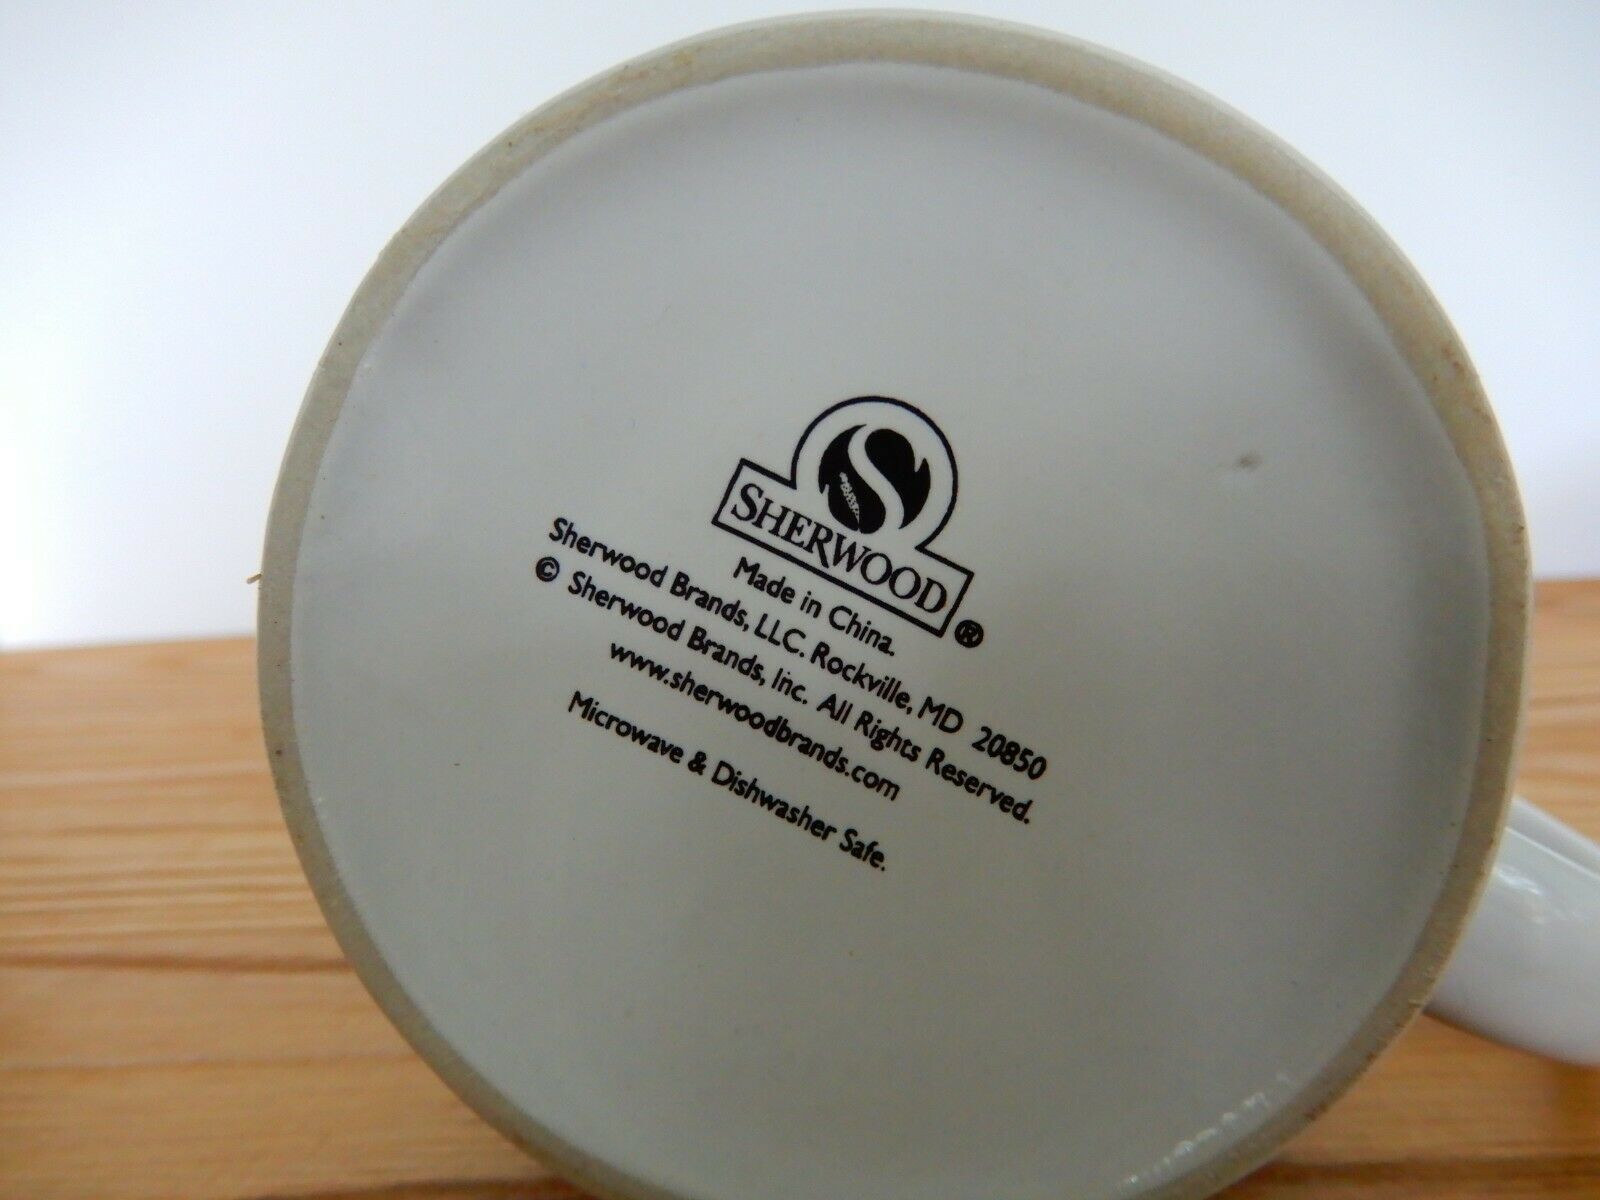 S
SHERWOOD®
Made in China.
Sherwood Brands, LLC. Rockville, MD 20850
© Sherwood Brands, Inc. All Rights Reserved.
www.sherwoodbrands.com
Microwave & Dishwasher Safe.